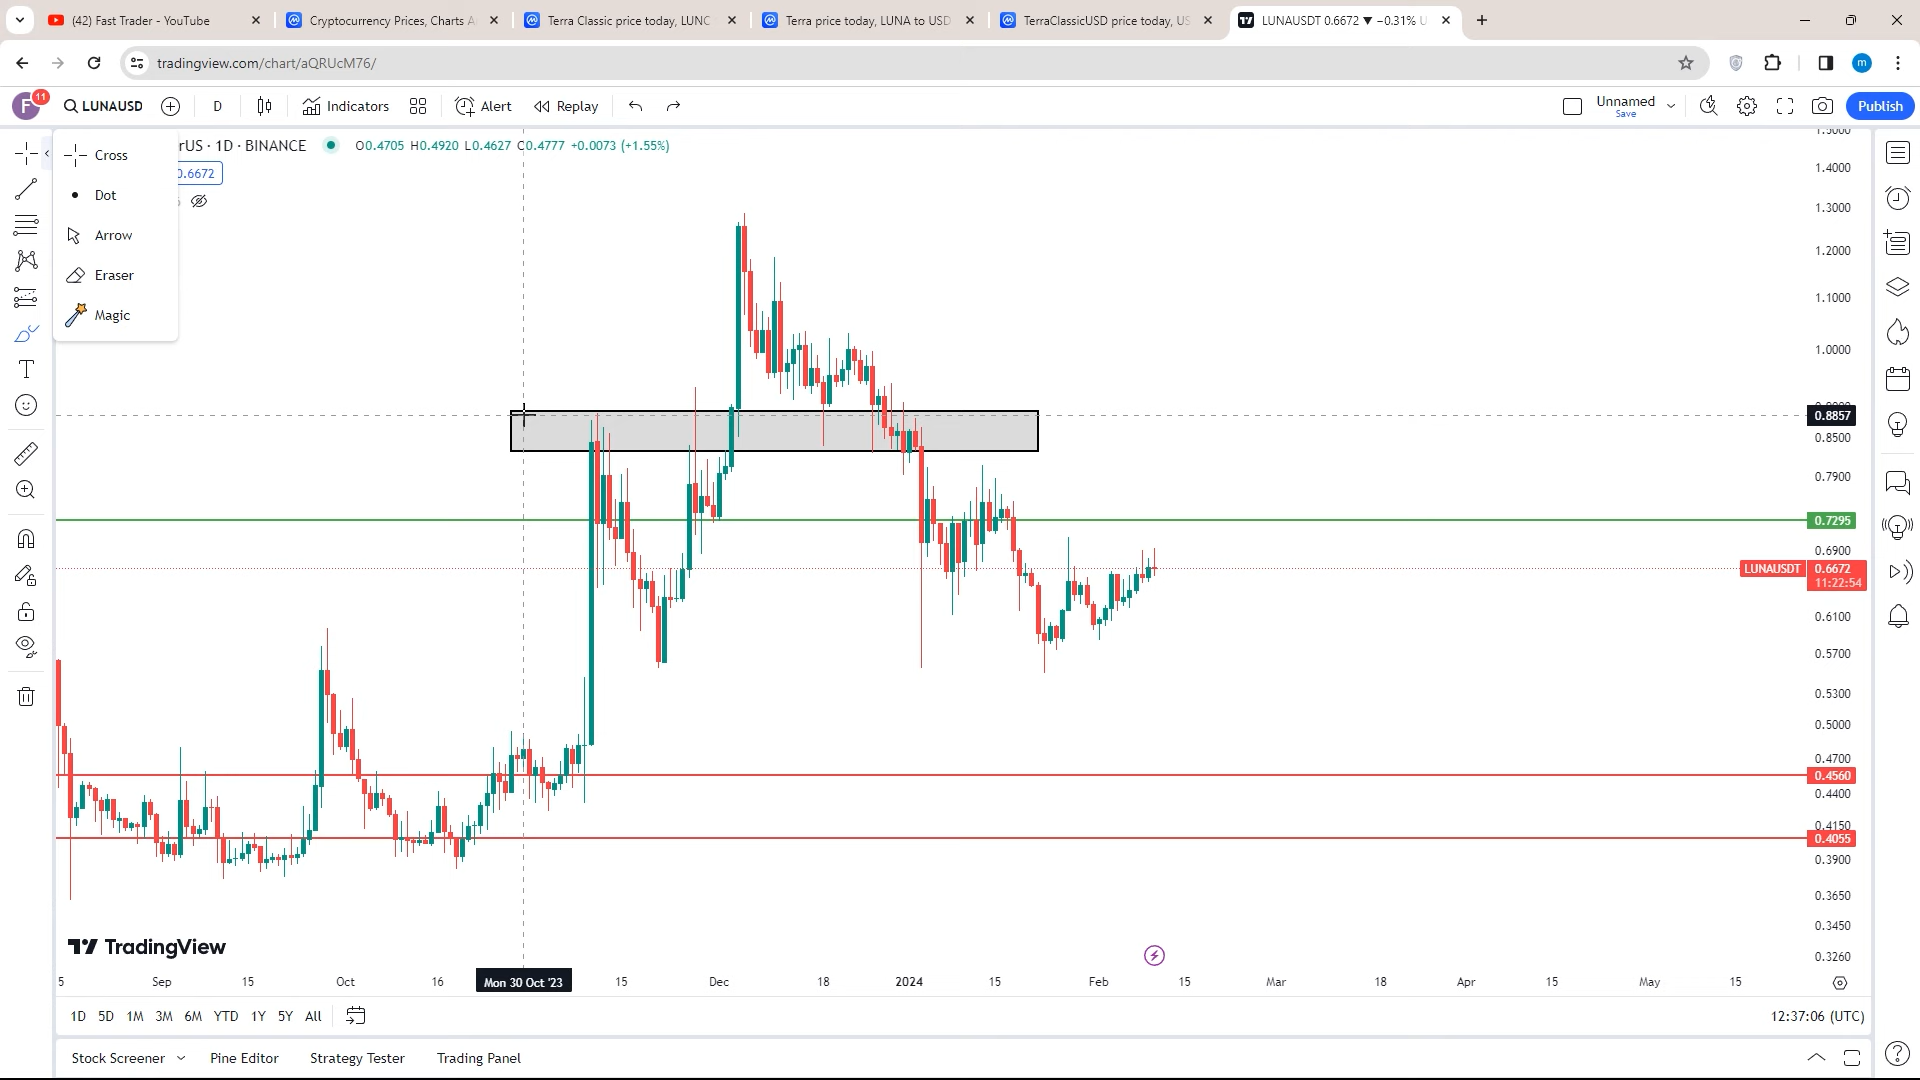 (42) Fast Trader - YouTube
Cryptocurrency Prices, Charts A
Terra Classic price today, LUNC
Terra price today, LUNA to USD
TerraClassicUSD price today, US
LUNAUSDT 0.6672 ▼ −0.31% U
tradingview.com/chart/aQRUcM76/
m
F
11
LUNAUSD
D
Indicators
Alert
Replay
Unnamed
Save
Publish
Cross
Dot
Arrow
Eraser
Magic
rUS · 1D · BINANCE
O0.4705 H0.4920 L0.4627 C0.4777 +0.0073 (+1.55%)
0.6672
1.4000
1.3000
1.2000
1.1000
1.0000
0.8857
0.8500
0.7900
0.7295
0.6900
LUNAUSDT
0.6672
11:22:54
0.6100
0.5700
0.5300
0.5000
0.4700
0.4560
0.4400
0.4150
0.4055
0.3900
0.3650
0.3450
0.3260
TradingView
5
Sep
15
Oct
16
Mon 30 Oct '23
15
Dec
18
2024
15
Feb
15
Mar
18
Apr
15
May
15
1D 5D 1M 3M 6M YTD 1Y 5Y All
12:37:06 (UTC)
Stock Screener
Pine Editor
Strategy Tester
Trading Panel